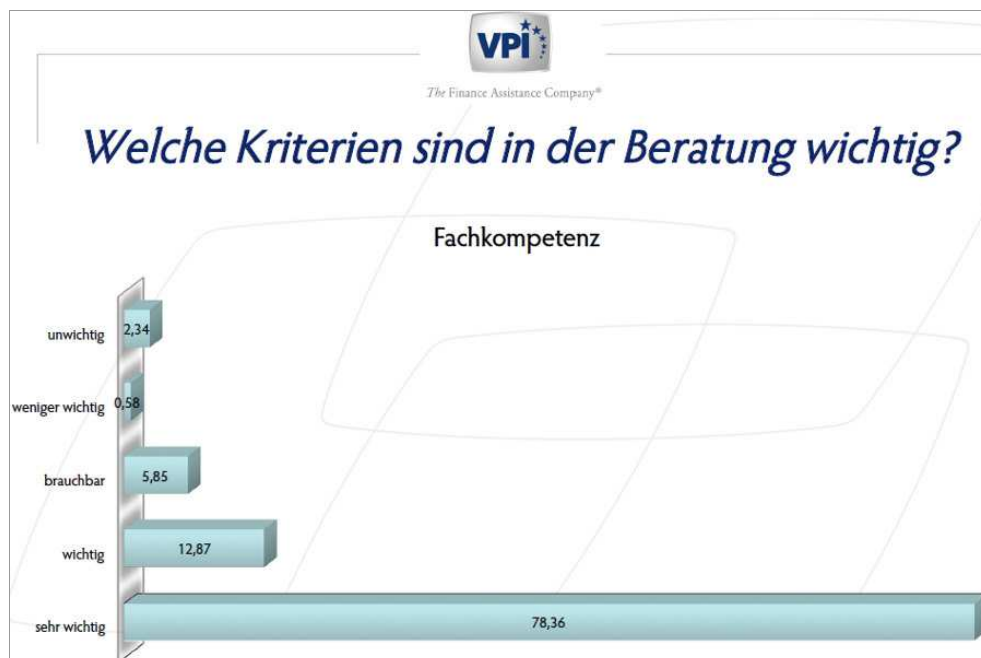 VPI
The Finance Assistance Company®
Welche Kriterien sind in der Beratung wichtig?
Fachkompetenz
unwichtig 2,34
weniger wichtig 0,58
brauchbar 5,85
wichtig 12,87
sehr wichtig 78,36